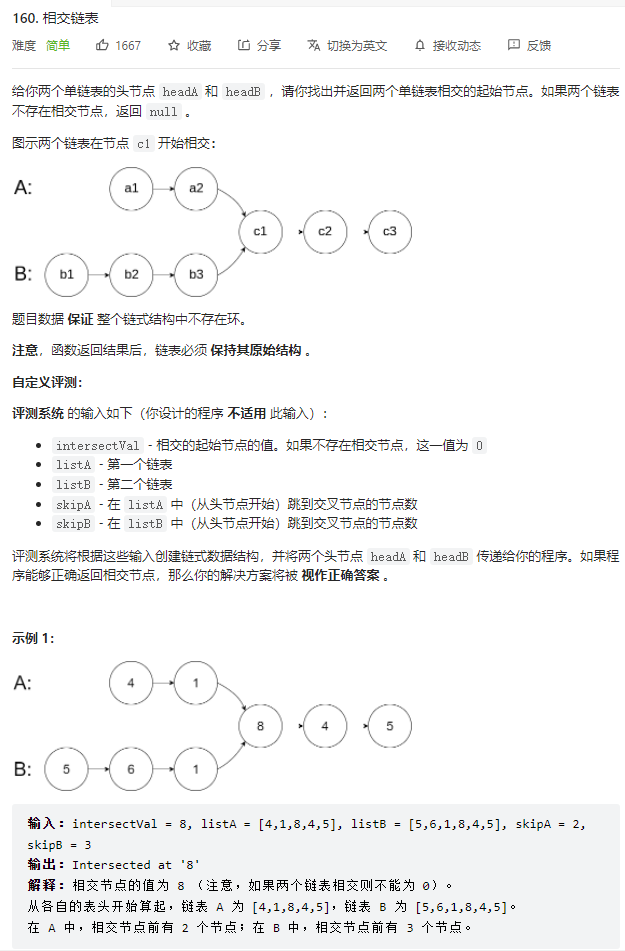 160. 相交链表
难度 简单 1667 收藏 分享 切换为英文 接收动态 反馈
给你两个单链表的头节点 headA 和 headB ，请你找出并返回两个单链表相交的起始节点。如果两个链表
不存在相交节点，返回 null 。
图示两个链表在节点 c1 开始相交：
A: a1 a2
c1 c2 c3
B: b1 b2 b3
题目数据 保证 整个链式结构中不存在环。
注意，函数返回结果后，链表必须 保持其原始结构 。
自定义评测：
评测系统 的输入如下（你设计的程序 不适用 此输入）：
intersectVal - 相交的起始节点的值。如果不存在相交节点，这一值为 0
listA - 第一个链表
listB - 第二个链表
skipA - 在 listA 中（从头节点开始）跳到交叉节点的节点数
skipB - 在 listB 中（从头节点开始）跳到交叉节点的节点数
评测系统将根据这些输入创建链式数据结构，并将两个头节点 headA 和 headB 传递给你的程序。如果程
序能够正确返回相交节点，那么你的解决方案将被 视作正确答案 。
示例 1：
A: 4 1
8 4 5
B: 5 6 1
输入：intersectVal = 8, listA = [4,1,8,4,5], listB = [5,6,1,8,4,5], skipA = 2,
skipB = 3
输出：Intersected at '8'
解释：相交节点的值为 8 （注意，如果两个链表相交则不能为 0）。
从各自的表头开始算起，链表 A 为 [4,1,8,4,5]，链表 B 为 [5,6,1,8,4,5]。
在 A 中，相交节点前有 2 个节点；在 B 中，相交节点前有 3 个节点。